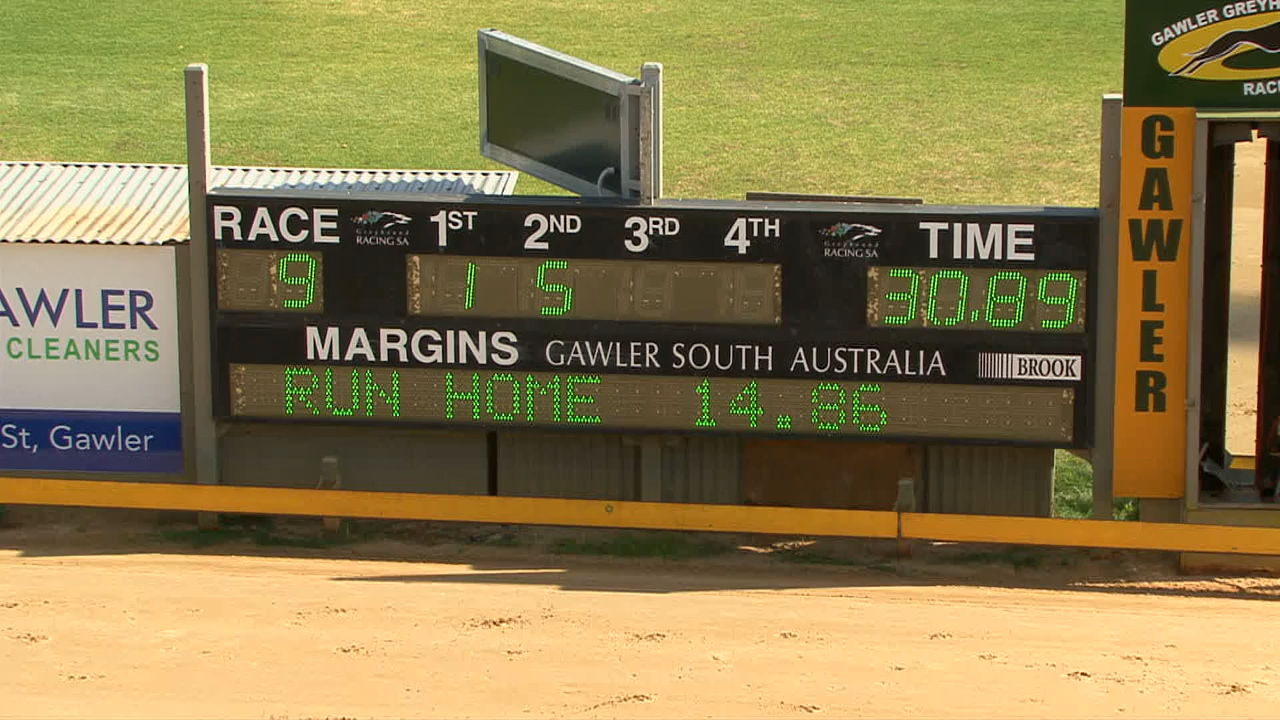 GAWLER GREYH
RACI
RACE
Greyhound
RACING SA
1ST 2ND 3RD 4TH
Greyhound
RACING SA
TIME
9 1 5 30.89
MARGINS GAWLER SOUTH AUSTRALIA BROOK
RUN HOME 14.86
AWLER
CLEANERS
St, Gawler
GAWLER